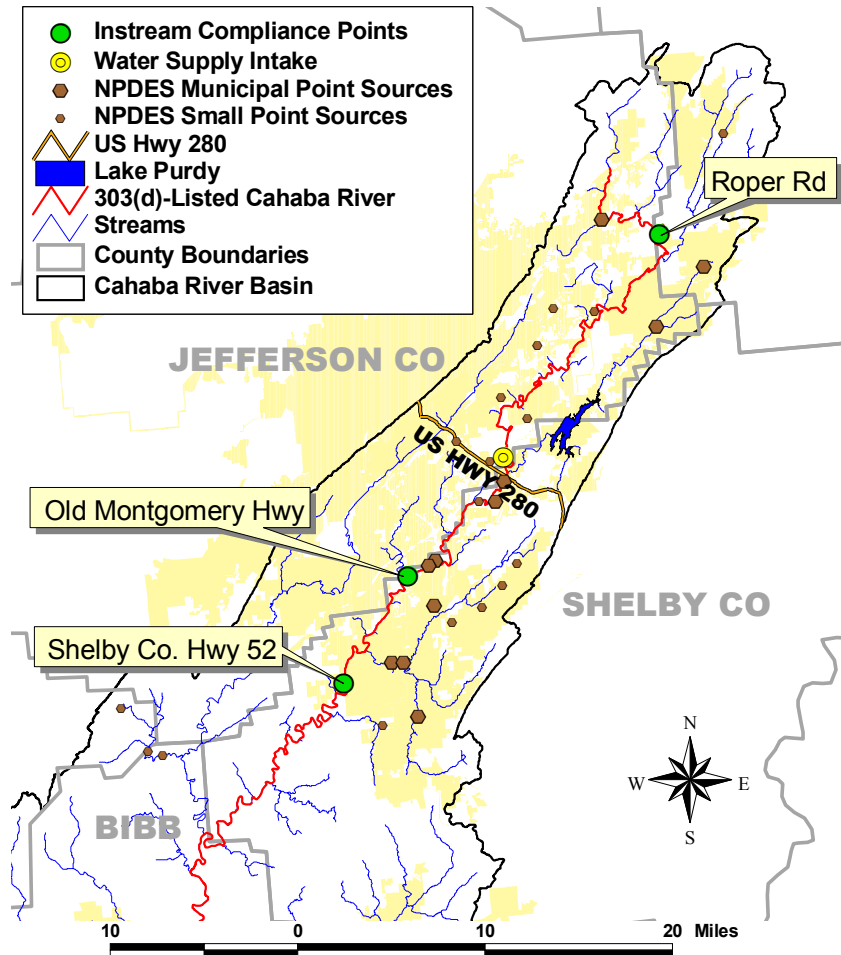 Instream Compliance Points
Water Supply Intake
NPDES Municipal Point Sources
NPDES Small Point Sources
US Hwy 280
Lake Purdy
303(d)-Listed Cahaba River
Streams
County Boundaries
Cahaba River Basin
Roper Rd
JEFFERSON CO
US HWY 280
Old Montgomery Hwy
SHELBY CO
Shelby Co. Hwy 52
N
W E
S
BIBB
10 0 10 20 Miles